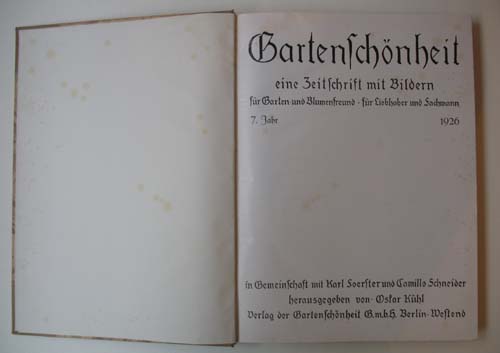 Gartenschönheit
eine Zeitschrift mit Bildern
für Garten- und Blumenfreund · für Liebhaber und Fachmann
7. Jahr 1926
in Gemeinschaft mit Karl Foerster und Camillo Schneider
herausgegeben von Oskar Kühl
Verlag der Gartenschönheit G.m.b.H. Berlin-Westend